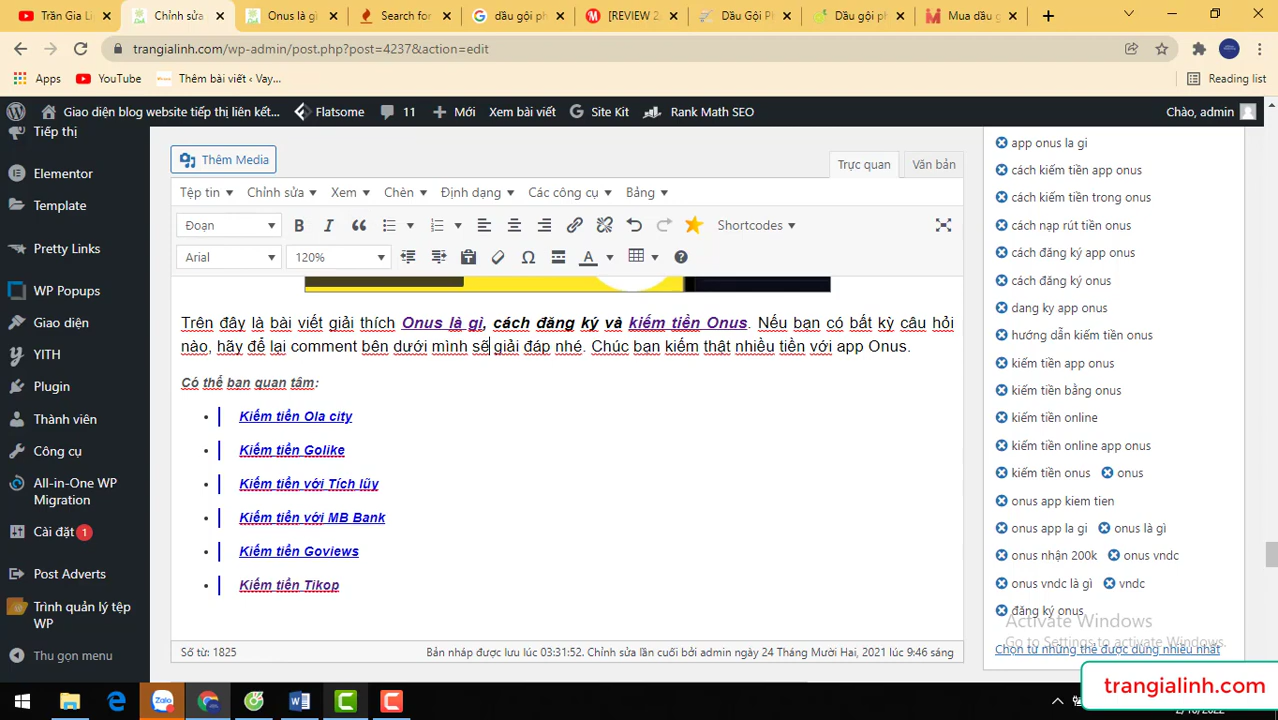 Trần Gia Li
Chỉnh sửa
Onus là gì
Search for
dầu gội ph
[REVIEW 2
Dầu Gội Ph
Dầu gội ph
Mua dầu g
trangialinh.com/wp-admin/post.php?post=4237&action=edit
Apps YouTube Thêm bài viết ‹ Vay... Reading list
Giao diện blog website tiếp thị liên kết... Flatsome 11 Mới Xem bài viết Site Kit Rank Math SEO Chào, admin
Tiếp thị
Elementor
Template
Pretty Links
WP Popups
Giao diện
YITH
Plugin
Thành viên
Công cụ
All-in-One WP
Migration
Cài đặt 1
Post Adverts
Trình quản lý tệp
WP
Thu gọn menu
Thêm Media
Trực quan Văn bản
Tệp tin Chỉnh sửa Xem Chèn Định dạng Các công cụ Bảng
Đoạn Shortcodes
Arial 120%
Trên đây là bài viết giải thích Onus là gì, cách đăng ký và kiếm tiền Onus. Nếu bạn có bất kỳ câu hỏi
nào, hãy để lại comment bên dưới mình sẽ giải đáp nhé. Chúc bạn kiếm thật nhiều tiền với app Onus.
Có thể bạn quan tâm:
Kiếm tiền Ola city
Kiếm tiền Golike
Kiếm tiền với Tích lũy
Kiếm tiền với MB Bank
Kiếm tiền Goviews
Kiếm tiền Tikop
Số từ: 1825 Bản nháp được lưu lúc 03:31:52. Chỉnh sửa lần cuối bởi admin ngày 24 Tháng Mười Hai, 2021 lúc 9:46 sáng
app onus la gi
cách kiếm tiền app onus
cách kiếm tiền trong onus
cách nạp rút tiền onus
cách đăng ký app onus
cách đăng ký onus
dang ky app onus
hướng dẫn kiếm tiền onus
kiếm tiền app onus
kiếm tiền bằng onus
kiếm tiền online
kiếm tiền online app onus
kiếm tiền onus onus
onus app kiem tien
onus app la gi onus là gì
onus nhận 200k onus vndc
onus vndc là gì vndc
đăng ký onus
Activate Windows
Go to Settings to activate Windows.
Chọn từ những thẻ được dùng nhiều nhất
trangialinh.com
Zalo